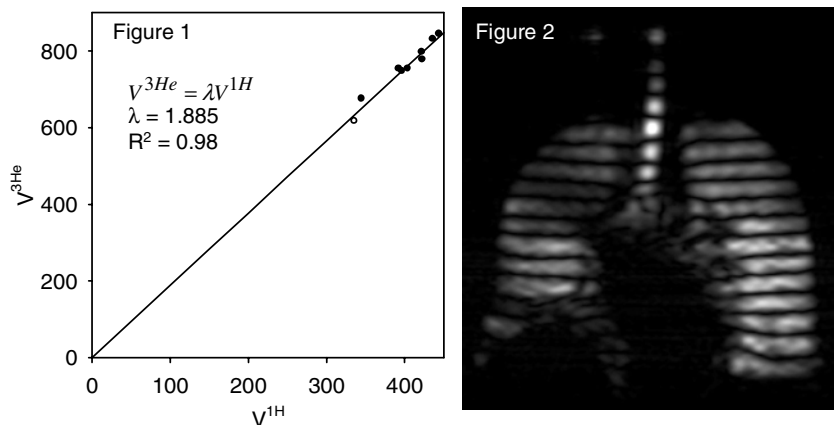 Figure 1
V^3He = λV^1H
λ = 1.885
R² = 0.98
V^3He
800
600
400
200
0
0 100 200 300 400
V^1H
Figure 2